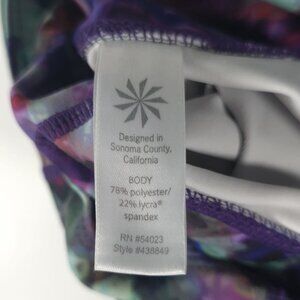 Designed in
Sonoma County,
California
BODY
78% polyester/
22% lycra®
spandex
RN #54023
Style #438849